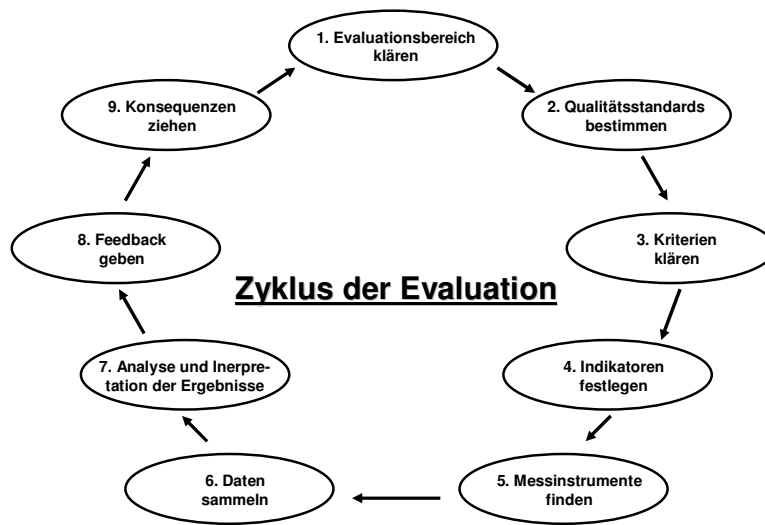 1. Evaluationsbereich
klären
2. Qualitätsstandards
bestimmen
3. Kriterien
klären
4. Indikatoren
festlegen
5. Messinstrumente
finden
6. Daten
sammeln
7. Analyse und Inerpre-
tation der Ergebnisse
8. Feedback
geben
9. Konsequenzen
ziehen
Zyklus der Evaluation